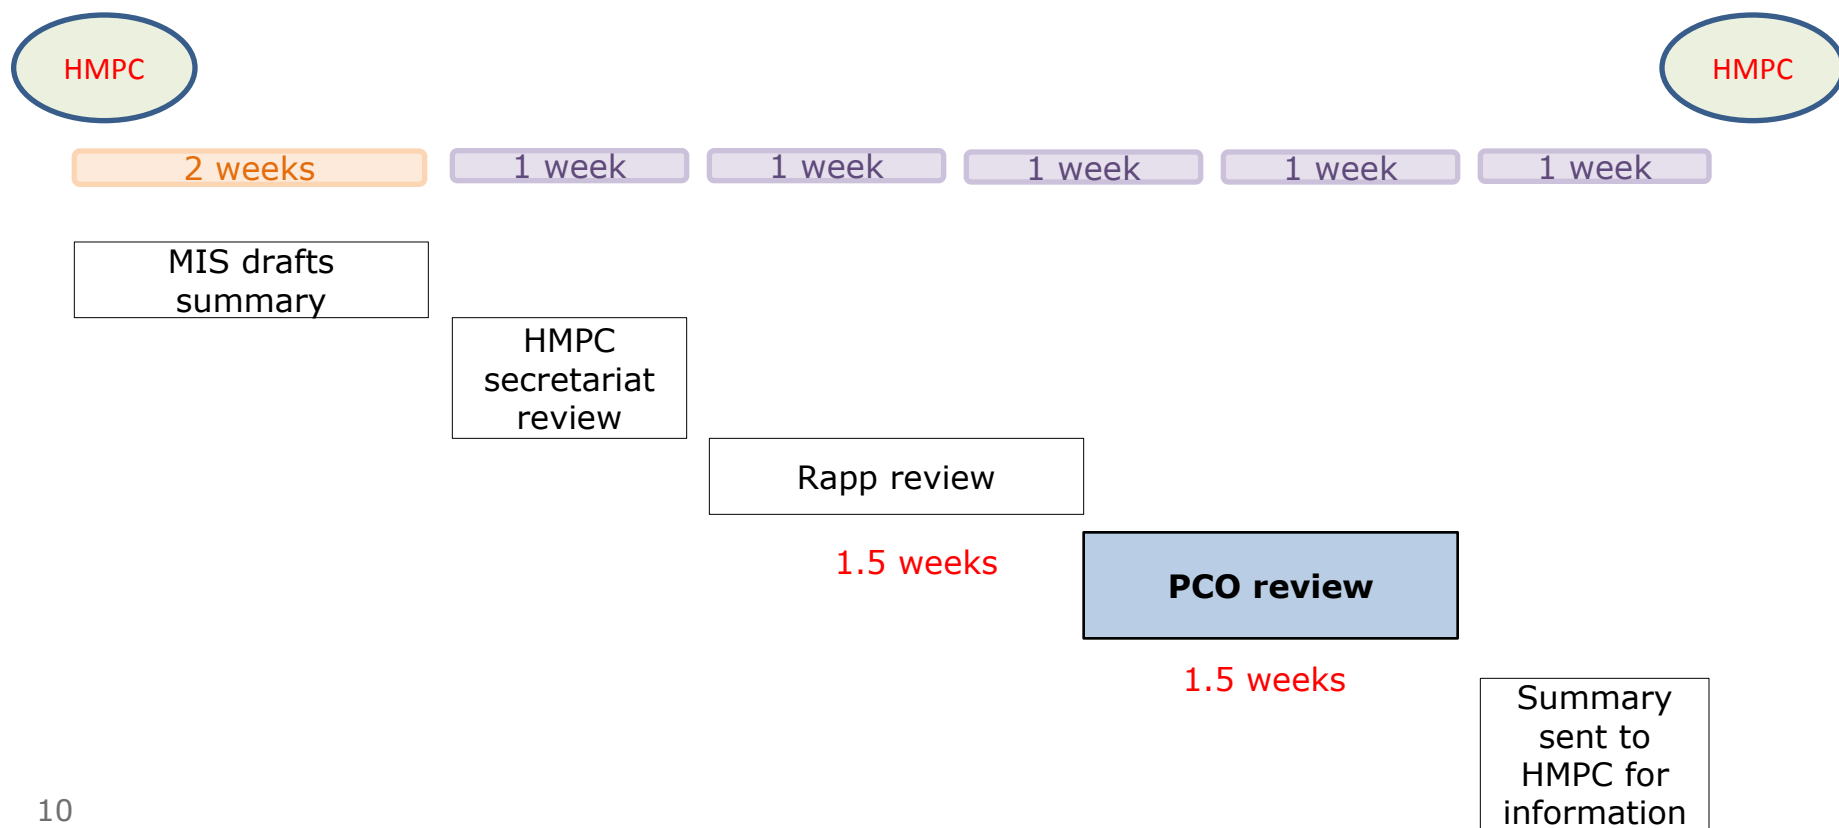 HMPC
HMPC
2 weeks
1 week
1 week
1 week
1 week
1 week
MIS drafts
summary
HMPC
secretariat
review
Rapp review
1.5 weeks
PCO review
1.5 weeks
Summary
sent to
HMPC for
information
10